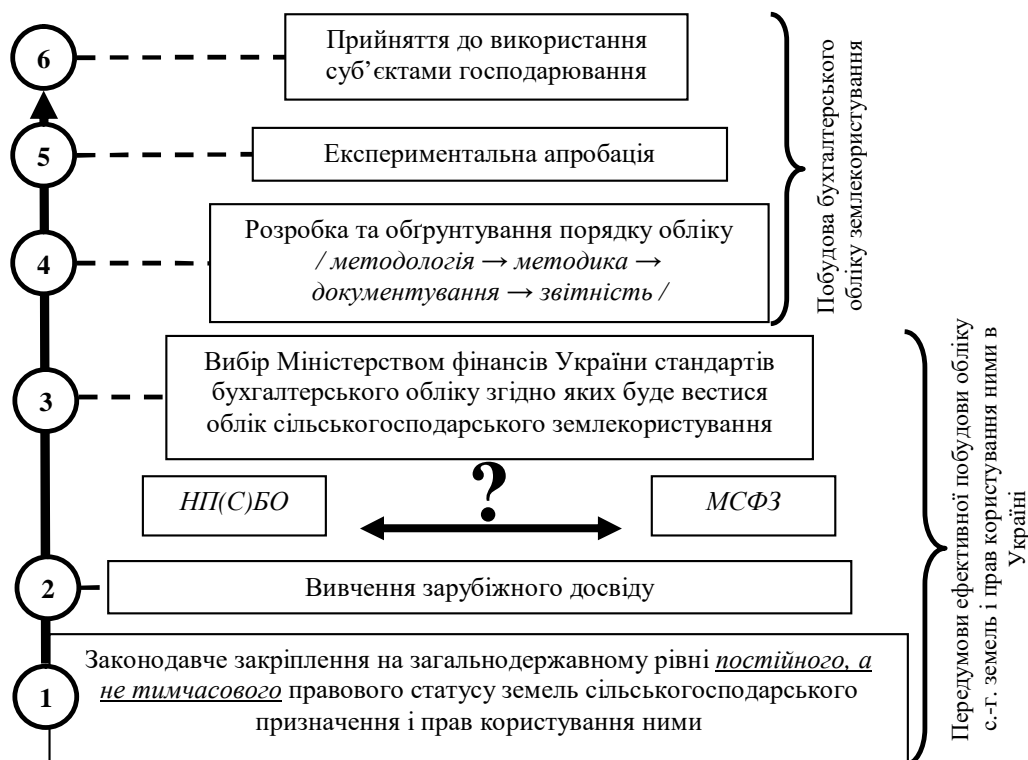 6
Прийняття до використання
суб’єктами господарювання
5
Експериментальна апробація
4
Розробка та обґрунтування порядку обліку
/ методологія → методика →
документування → звітність /
Побудова бухгалтерського
обліку землекористування
3
Вибір Міністерством фінансів України стандартів
бухгалтерського обліку згідно яких буде вестися
облік сільськогосподарського землекористування
?
НП(С)БО
МСФЗ
2
Вивчення зарубіжного досвіду
1
Законодавче закріплення на загальнодержавному рівні постійного, а
не тимчасового правового статусу земель сільськогосподарського
призначення і прав користування ними
Передумови ефективної побудови обліку
с.-г. земель і прав користування ними в
Україні